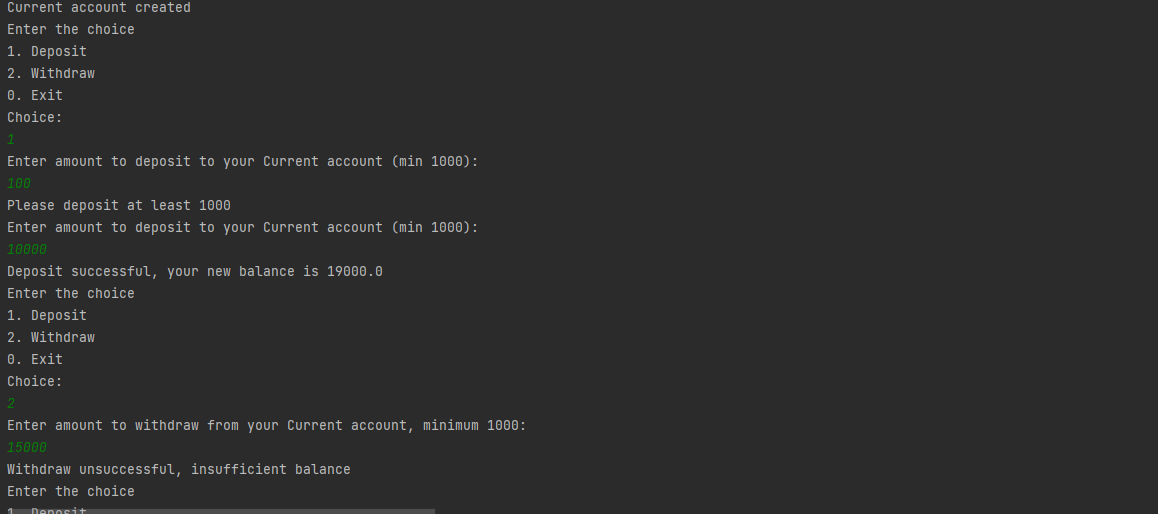 Current account created
Enter the choice
1. Deposit
2. Withdraw
0. Exit
Choice:
1
Enter amount to deposit to your Current account (min 1000):
100
Please deposit at least 1000
Enter amount to deposit to your Current account (min 1000):
10000
Deposit successful, your new balance is 19000.0
Enter the choice
1. Deposit
2. Withdraw
0. Exit
Choice:
2
Enter amount to withdraw from your Current account, minimum 1000:
15000
Withdraw unsuccessful, insufficient balance
Enter the choice
1. Deposit